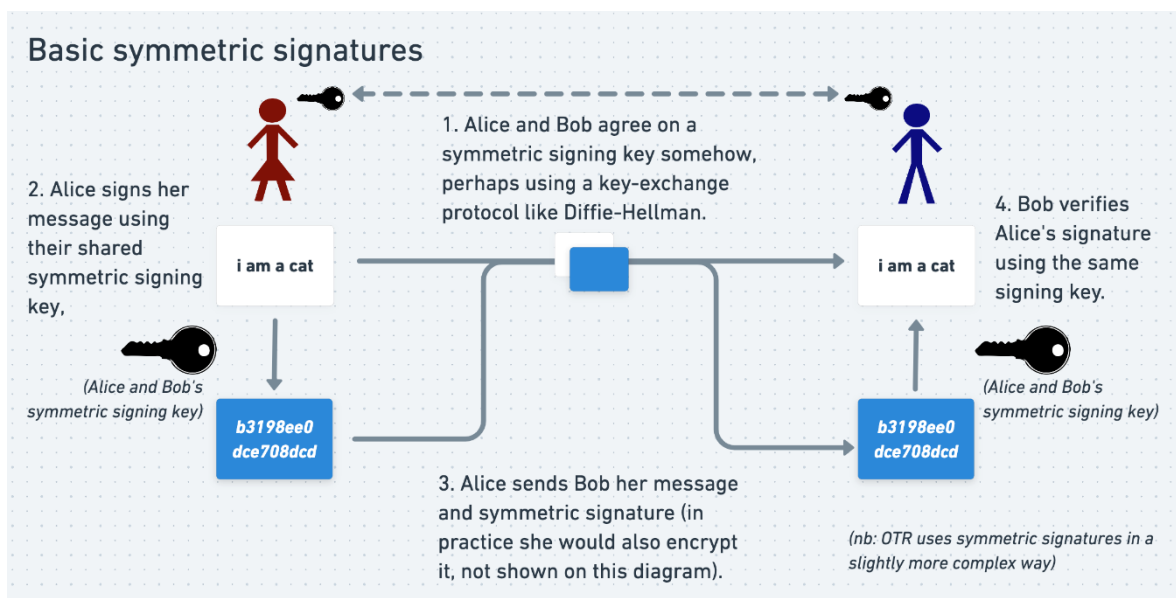 Basic symmetric signatures
1. Alice and Bob agree on a
symmetric signing key somehow,
perhaps using a key-exchange
protocol like Diffie-Hellman.
2. Alice signs her
message using
their shared
symmetric signing
key,
i am a cat
(Alice and Bob's
symmetric signing key)
b3198ee0
dce708dcd
3. Alice sends Bob her message
and symmetric signature (in
practice she would also encrypt
it, not shown on this diagram).
i am a cat
4. Bob verifies
Alice's signature
using the same
signing key.
(Alice and Bob's
symmetric signing key)
b3198ee0
dce708dcd
(nb: OTR uses symmetric signatures in a
slightly more complex way)